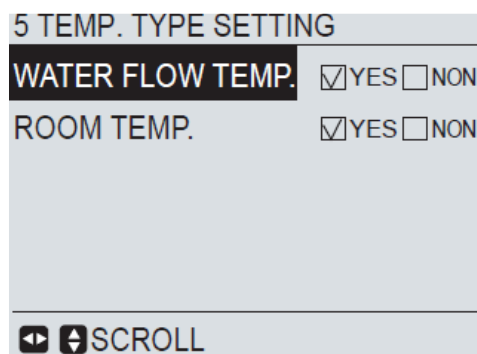 5 TEMP. TYPE SETTING
WATER FLOW TEMP. YES NON
ROOM TEMP. YES NON
SCROLL